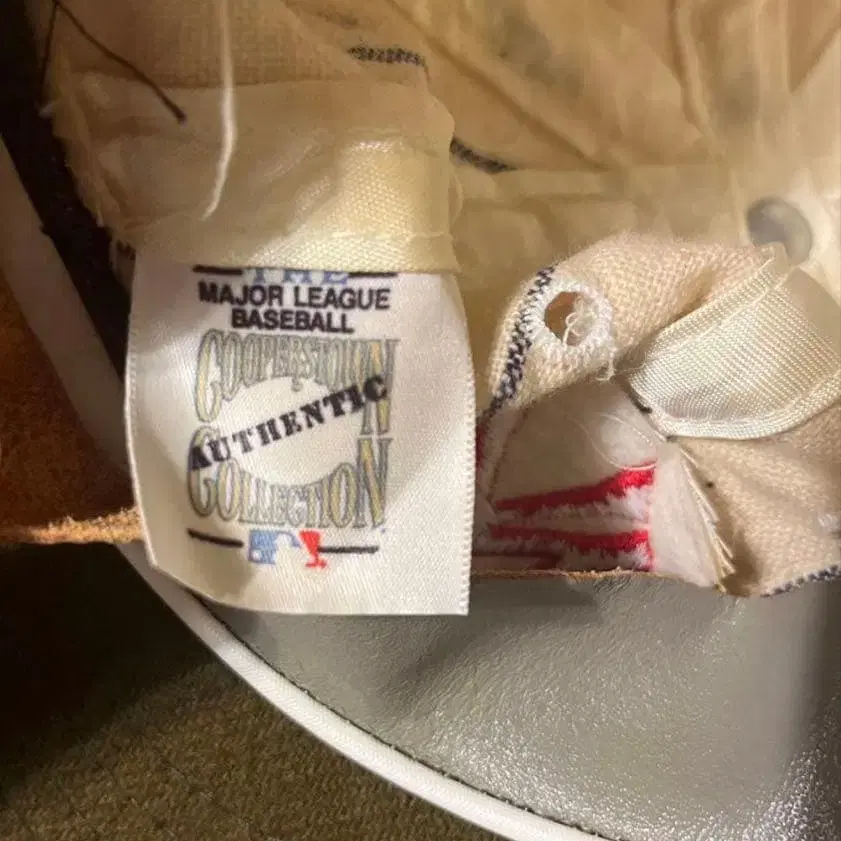 THE
MAJOR LEAGUE
BASEBALL
COOPERSTOWN
AUTHENTIC
COLLECTION